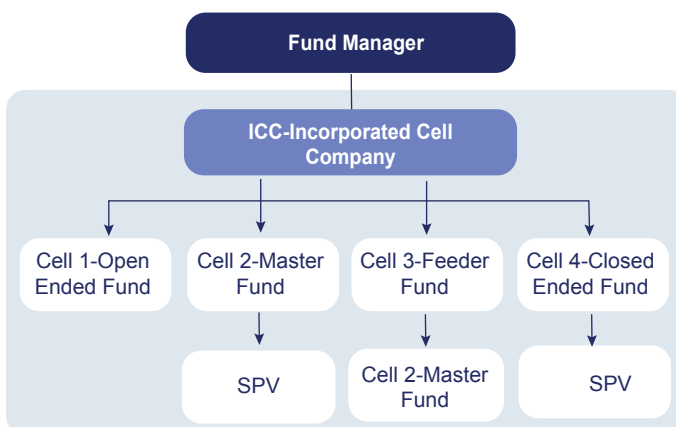 Fund Manager
ICC-Incorporated Cell
Company
Cell 1-Open
Ended Fund
Cell 2-Master
Fund
Cell 3-Feeder
Fund
Cell 4-Closed
Ended Fund
SPV
Cell 2-Master
Fund
SPV